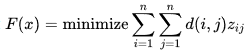 F(x) = minimize ∑_{i=1}^{n} ∑_{j=1}^{n} d(i, j)z_{ij}